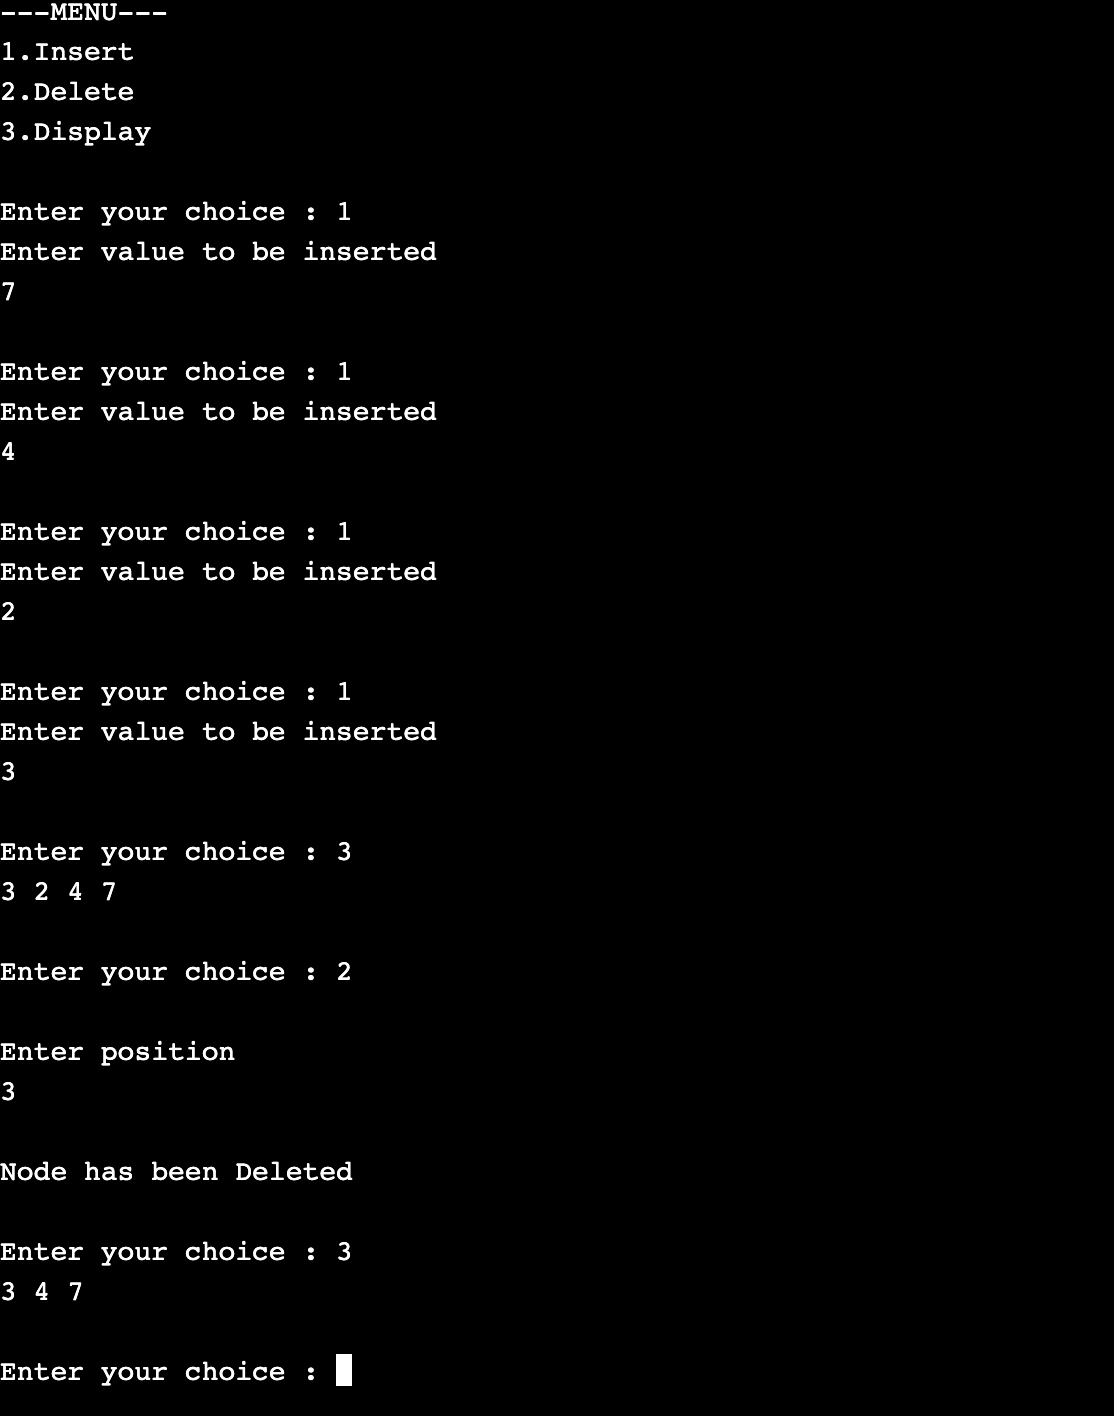 ---MENU---
1.Insert
2.Delete
3.Display
Enter your choice : 1
Enter value to be inserted
7
Enter your choice : 1
Enter value to be inserted
4
Enter your choice : 1
Enter value to be inserted
2
Enter your choice : 1
Enter value to be inserted
3
Enter your choice : 3
3 2 4 7
Enter your choice : 2
Enter position
3
Node has been Deleted
Enter your choice : 3
3 4 7
Enter your choice :